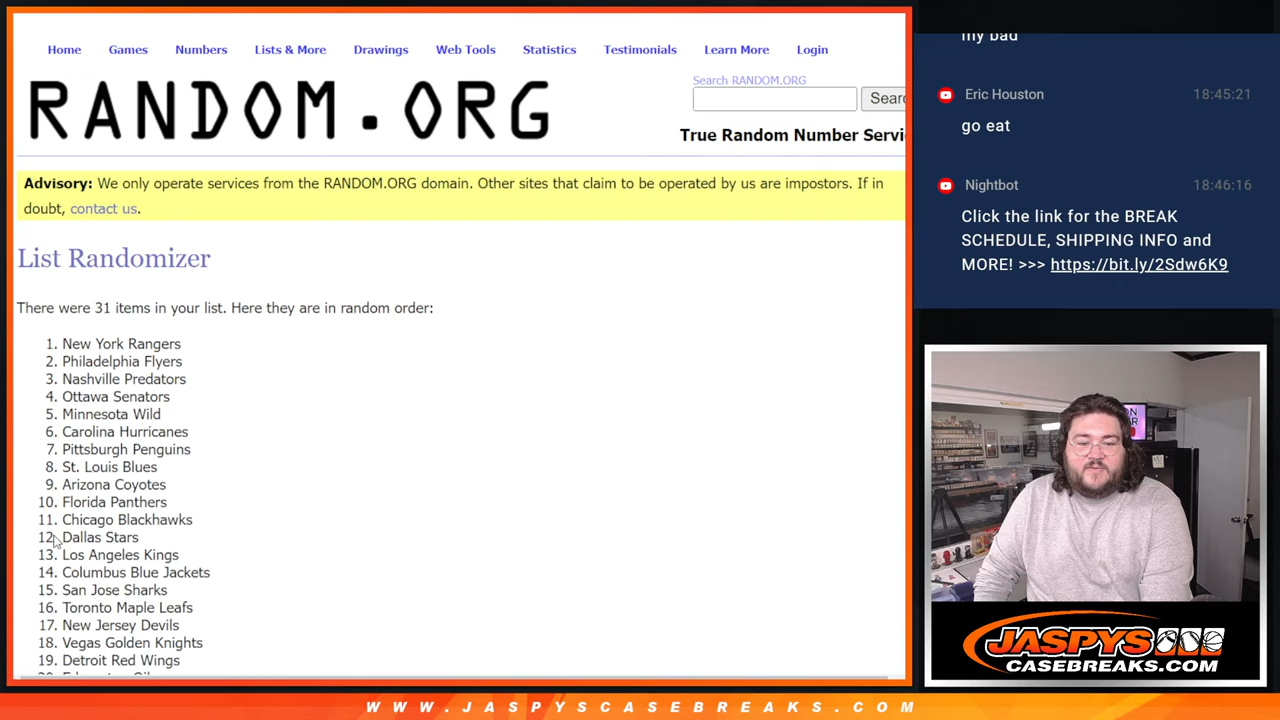 Home Games Numbers Lists & More Drawings Web Tools Statistics Testimonials Learn More Login
RANDOM.ORG
Search RANDOM.ORG
Sear
True Random Number Servi
Advisory: We only operate services from the RANDOM.ORG domain. Other sites that claim to be operated by us are impostors. If in
doubt, contact us.
List Randomizer
There were 31 items in your list. Here they are in random order:
1. New York Rangers
2. Philadelphia Flyers
3. Nashville Predators
4. Ottawa Senators
5. Minnesota Wild
6. Carolina Hurricanes
7. Pittsburgh Penguins
8. St. Louis Blues
9. Arizona Coyotes
10. Florida Panthers
11. Chicago Blackhawks
12. Dallas Stars
13. Los Angeles Kings
14. Columbus Blue Jackets
15. San Jose Sharks
16. Toronto Maple Leafs
17. New Jersey Devils
18. Vegas Golden Knights
19. Detroit Red Wings
my bad
Eric Houston 18:45:21
go eat
Nightbot 18:46:16
Click the link for the BREAK
SCHEDULE, SHIPPING INFO and
MORE! >>> https://bit.ly/2Sdw6K9
JASPYS
CASEBREAKS.COM
WWW.JASPYSCASEBREAKS.COM